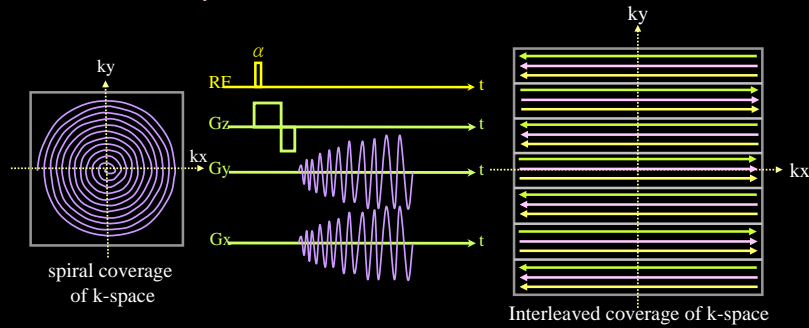 ky
kx
spiral coverage
of k-space
α
RF
t
Gz
t
Gy
t
Gx
t
ky
kx
Interleaved coverage of k-space